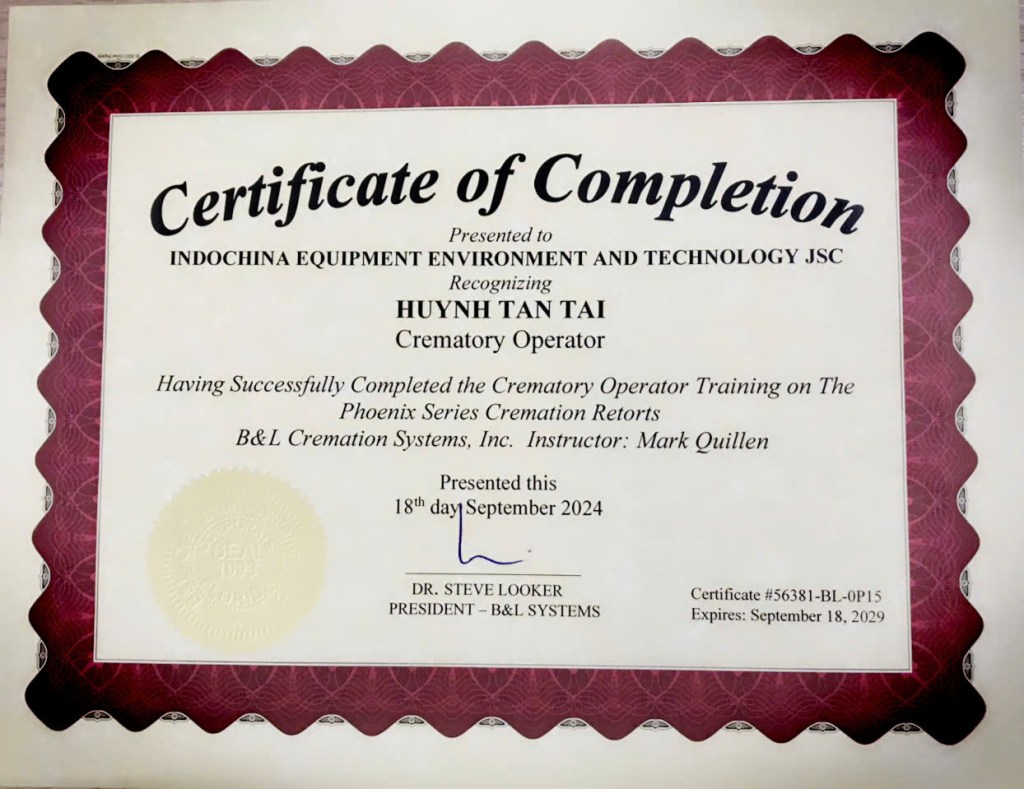 Certificate of Completion
Presented to
INDOCHINA EQUIPMENT ENVIRONMENT AND TECHNOLOGY JSC
Recognizing
HUYNH TAN TAI
Crematory Operator
Having Successfully Completed the Crematory Operator Training on The
Phoenix Series Cremation Retorts
B&L Cremation Systems, Inc. Instructor: Mark Quillen
Presented this
18th day September 2024
SEAL
DR. STEVE LOOKER
PRESIDENT – B&L SYSTEMS
Certificate #56381-BL-0P15
Expires: September 18, 2029